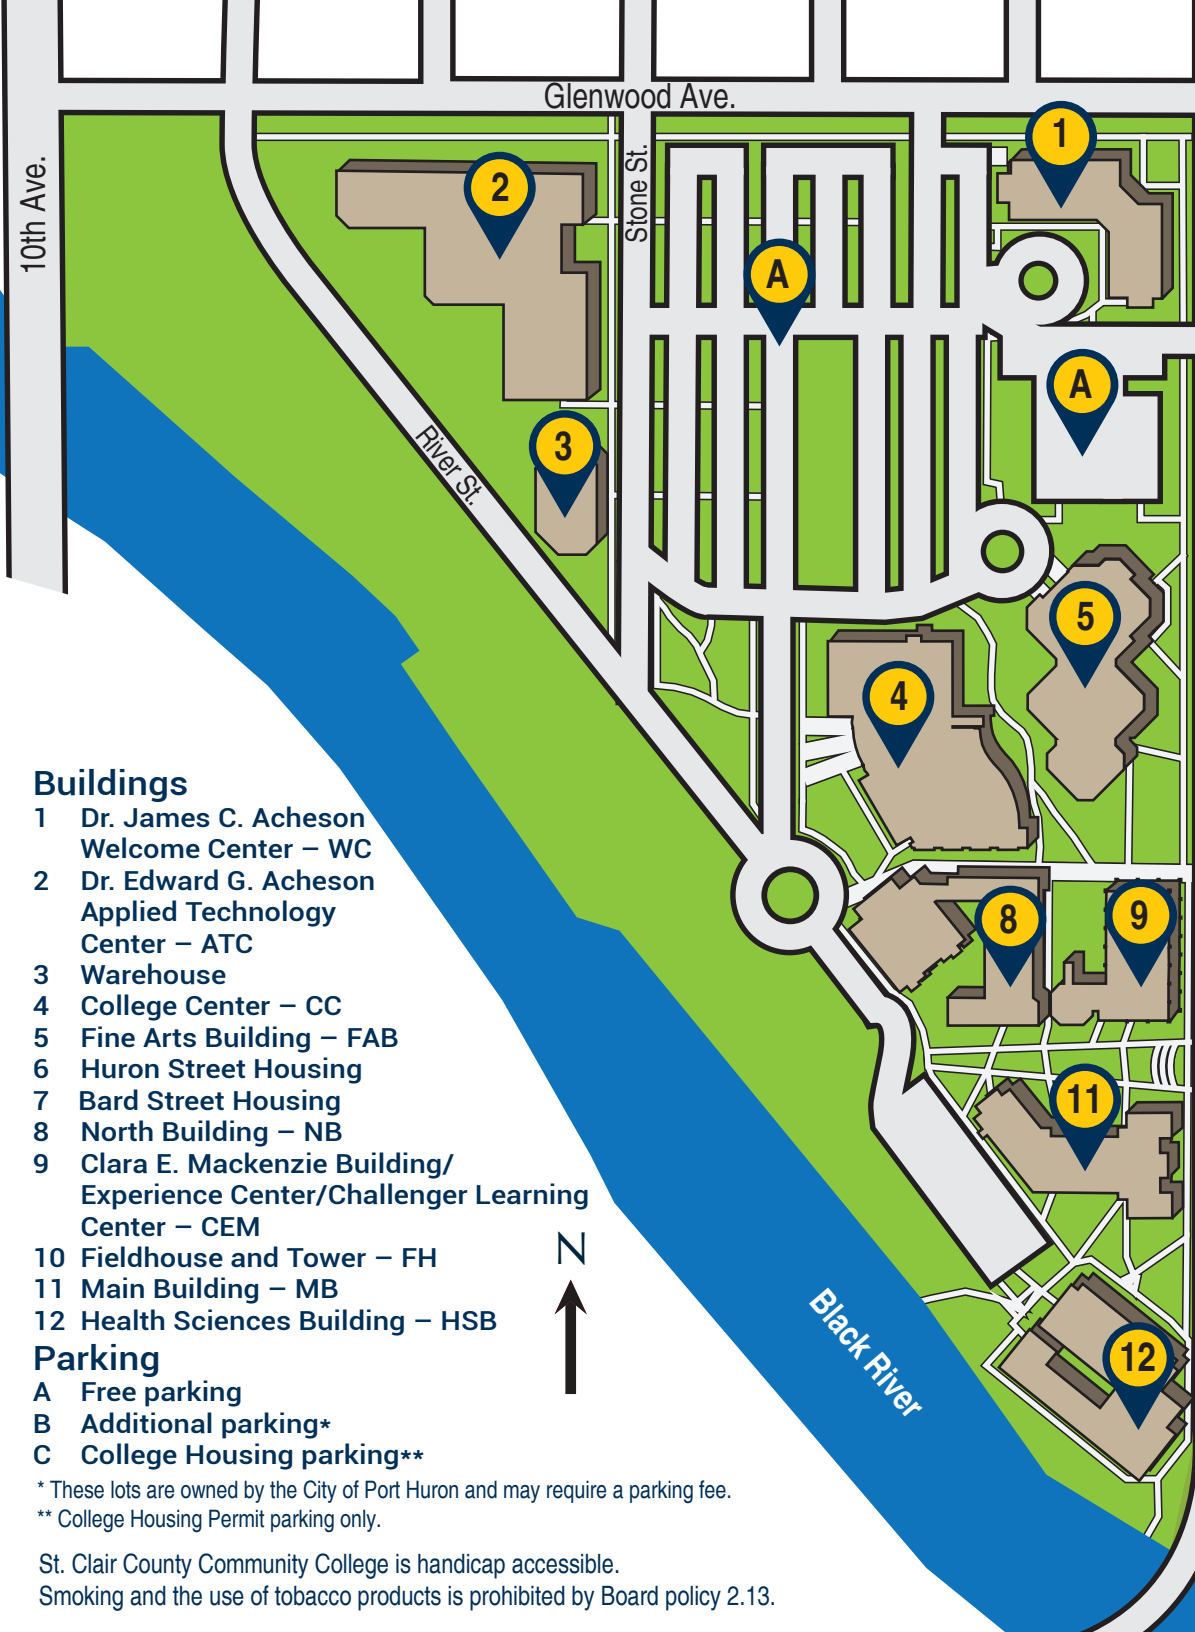 Glenwood Ave.
1
10th Ave.
Stone St.
2
A
A
River St.
3
5
4
8
9
11
12
Black River
N
Buildings
1 Dr. James C. Acheson
Welcome Center – WC
2 Dr. Edward G. Acheson
Applied Technology
Center – ATC
3 Warehouse
4 College Center – CC
5 Fine Arts Building – FAB
6 Huron Street Housing
7 Bard Street Housing
8 North Building – NB
9 Clara E. Mackenzie Building/
Experience Center/Challenger Learning
Center – CEM
10 Fieldhouse and Tower – FH
11 Main Building – MB
12 Health Sciences Building – HSB
Parking
A Free parking
B Additional parking*
C College Housing parking**
* These lots are owned by the City of Port Huron and may require a parking fee.
** College Housing Permit parking only.
St. Clair County Community College is handicap accessible.
Smoking and the use of tobacco products is prohibited by Board policy 2.13.